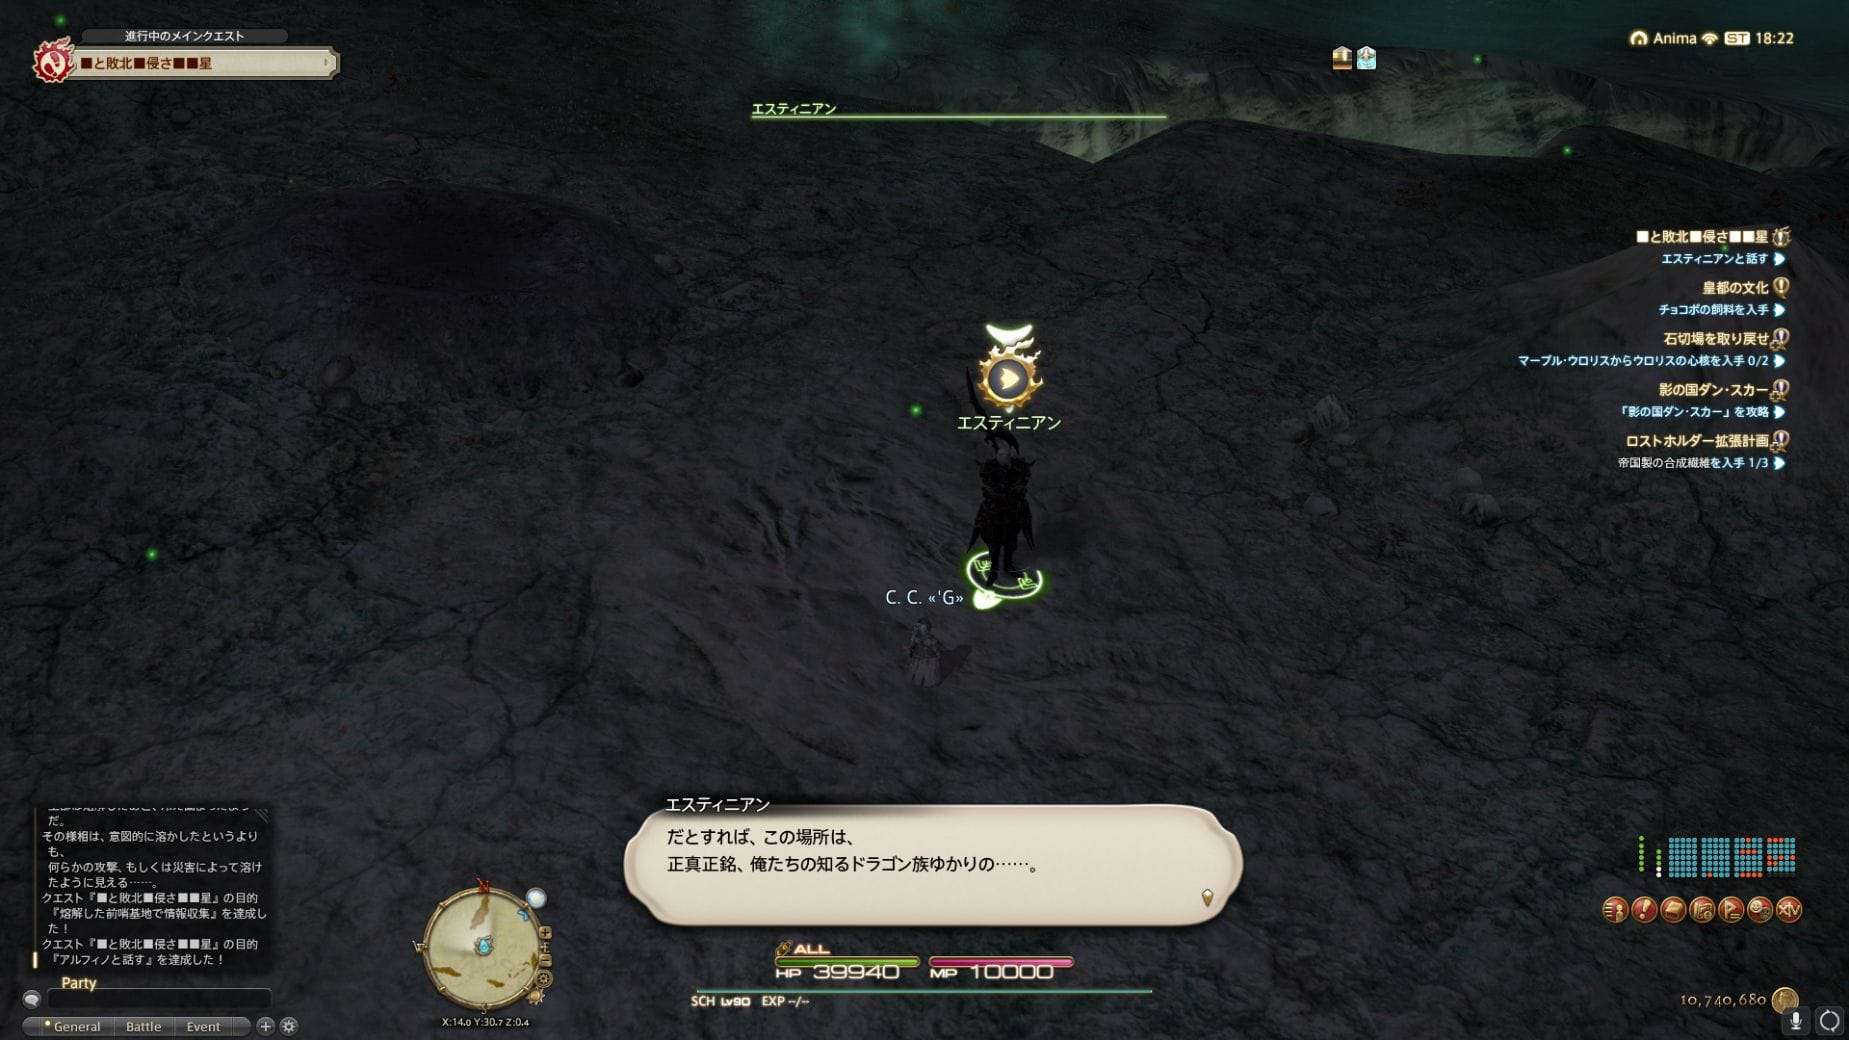 進行中のメインクエスト
■と敗北■侵さ■■星
Anima ST 18:22
エスティニアン
■と敗北■侵さ■■星
エスティニアンと話す
皇都の文化
チョコボの飼料を入手
石切場を取り戻せ
マーブル・ウロリスからウロリスの心核を入手 0/2
影の国ダン・スカー
『影の国ダン・スカー』を攻略
ロストホルダー拡張計画
帝国製の合成繊維を入手 1/3
エスティニアン
C. C. «'G»
エスティニアン
だとすれば、この場所は、
正真正銘、俺たちの知るドラゴン族ゆかりの……。
だ。
その様相は、意図的に溶かしたというより
も、
何らかの攻撃、もしくは災害によって溶け
たように見える……。
クエスト『■と敗北■侵さ■■星』の目的
『熔解した前哨基地で情報収集』を達成し
た！
クエスト『■と敗北■侵さ■■星』の目的
『アルフィノと話す』を達成した！
Party
General Battle Event
N
W
S
X:14.0 Y:30.7 Z:0.4
ALL
HP 39940 MP 10000
SCH Lv90 EXP --/--
XIV
10,740,680